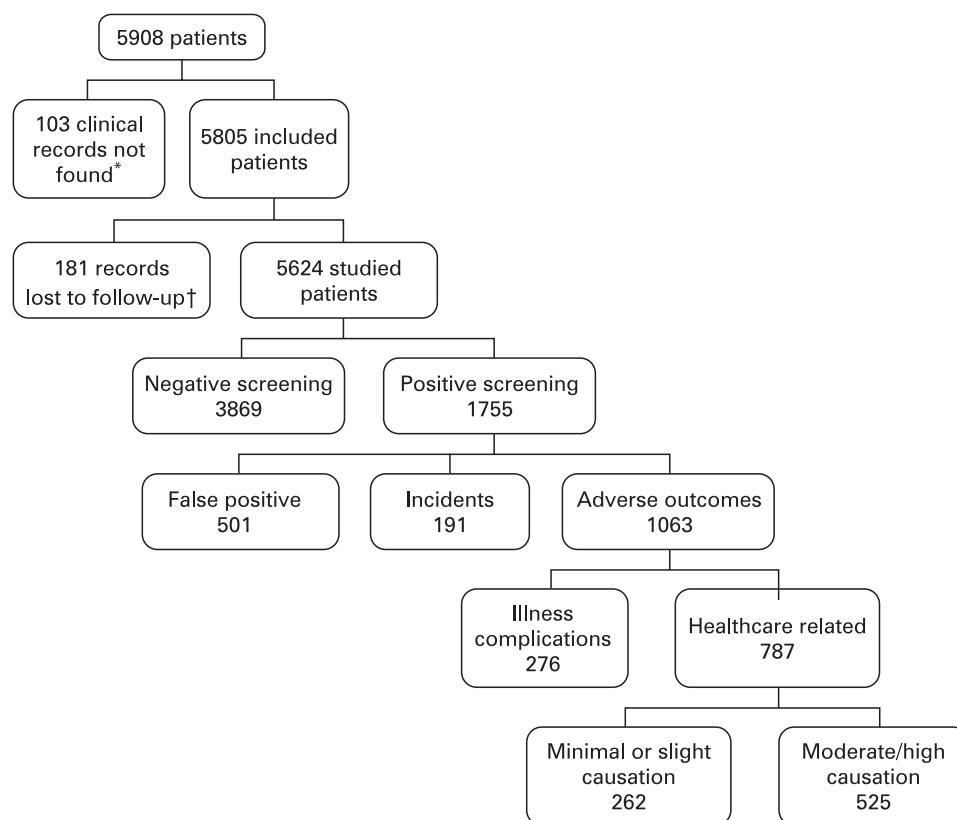 5908 patients
103 clinical
records not
found*
5805 included
patients
181 records
lost to follow-up†
5624 studied
patients
Negative screening
3869
Positive screening
1755
False positive
501
Incidents
191
Adverse outcomes
1063
Illness
complications
276
Healthcare related
787
Minimal or slight
causation
262
Moderate/high
causation
525